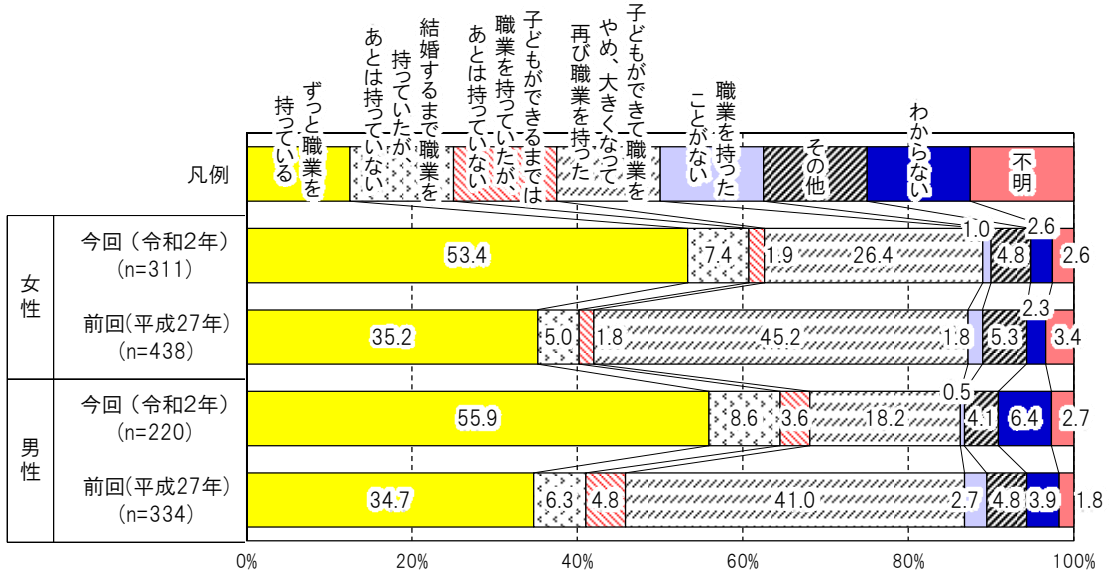 凡例
ずっと職業を
持っている
結婚するまで職業を
持っていたが、
あとは持っていない
子どもができるまでは
職業を持っていたが、
あとは持っていない
子どもができて職業を
やめ、大きくなって
再び職業を持った
職業を持った
ことがない
その他
わからない
不明
女性
今回（令和2年）
(n=311)
53.4
7.4
1.9
26.4
1.0
4.8
2.6
2.6
前回(平成27年)
(n=438)
35.2
5.0
1.8
45.2
1.8
5.3
2.3
3.4
男性
今回（令和2年）
(n=220)
55.9
8.6
3.6
18.2
0.5
4.1
6.4
2.7
前回(平成27年)
(n=334)
34.7
6.3
4.8
41.0
2.7
4.8
3.9
1.8
0%
20%
40%
60%
80%
100%